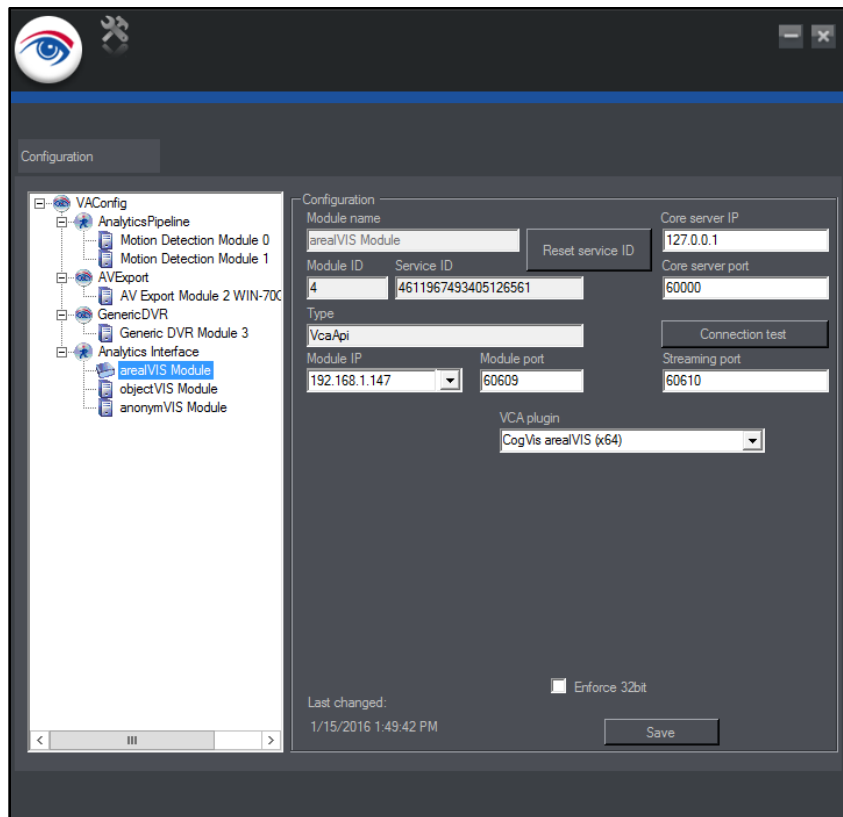 Configuration
VAConfig
AnalyticsPipeline
Motion Detection Module 0
Motion Detection Module 1
AVExport
AV Export Module 2 WIN-70C
GenericDVR
Generic DVR Module 3
Analytics Interface
arealVIS Module
objectVIS Module
anonymVIS Module
Configuration
Module name
Core server IP
arealVIS Module
Reset service ID
127.0.0.1
Module ID
Service ID
Core server port
4
4611967493405126561
60000
Type
VcaApi
Connection test
Module IP
Module port
Streaming port
192.168.1.147
60609
60610
VCA plugin
CogVis arealVIS (x64)
Enforce 32bit
Last changed:
1/15/2016 1:49:42 PM
Save